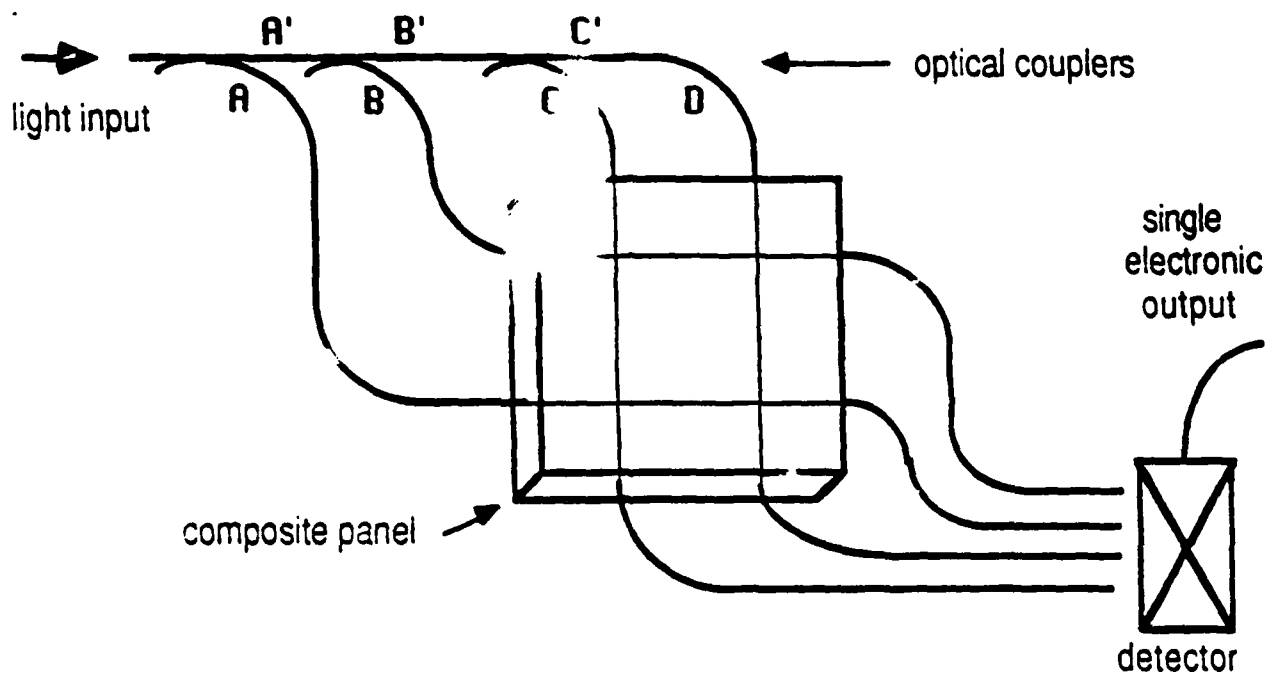 A' B' C'
optical couplers
light input
A B C D
single
electronic
output
composite panel
detector